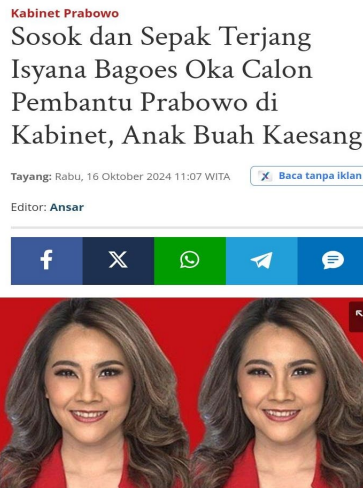 Kabinet Prabowo
Sosok dan Sepak Terjang
Isyana Bagoes Oka Calon
Pembantu Prabowo di
Kabinet, Anak Buah Kaesang
Tayang: Rabu, 16 Oktober 2024 11:07 WITA
Baca tanpa iklan
Editor: Ansar